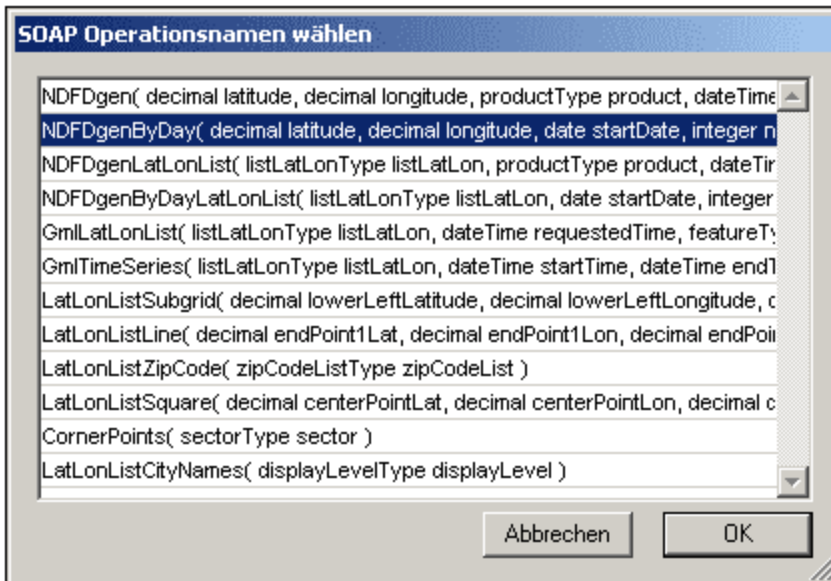 SOAP Operationsnamen wählen
NDFDgen( decimal latitude, decimal longitude, productType product, dateTime
NDFDgenByDay( decimal latitude, decimal longitude, date startDate, integer n
NDFDgenLatLonList( listLatLonType listLatLon, productType product, dateTir
NDFDgenByDayLatLonList( listLatLonType listLatLon, date startDate, integer
GmlLatLonList( listLatLonType listLatLon, dateTime requestedTime, featureTy
GmlTimeSeries( listLatLonType listLatLon, dateTime startTime, dateTime endT
LatLonListSubgrid( decimal lowerLeftLatitude, decimal lowerLeftLongitude, d
LatLonListLine( decimal endPoint1Lat, decimal endPoint1Lon, decimal endPoi
LatLonListZipCode( zipCodeListType zipCodeList )
LatLonListSquare( decimal centerPointLat, decimal centerPointLon, decimal c
CornerPoints( sectorType sector )
LatLonListCityNames( displayLevelType displayLevel )
Abbrechen OK